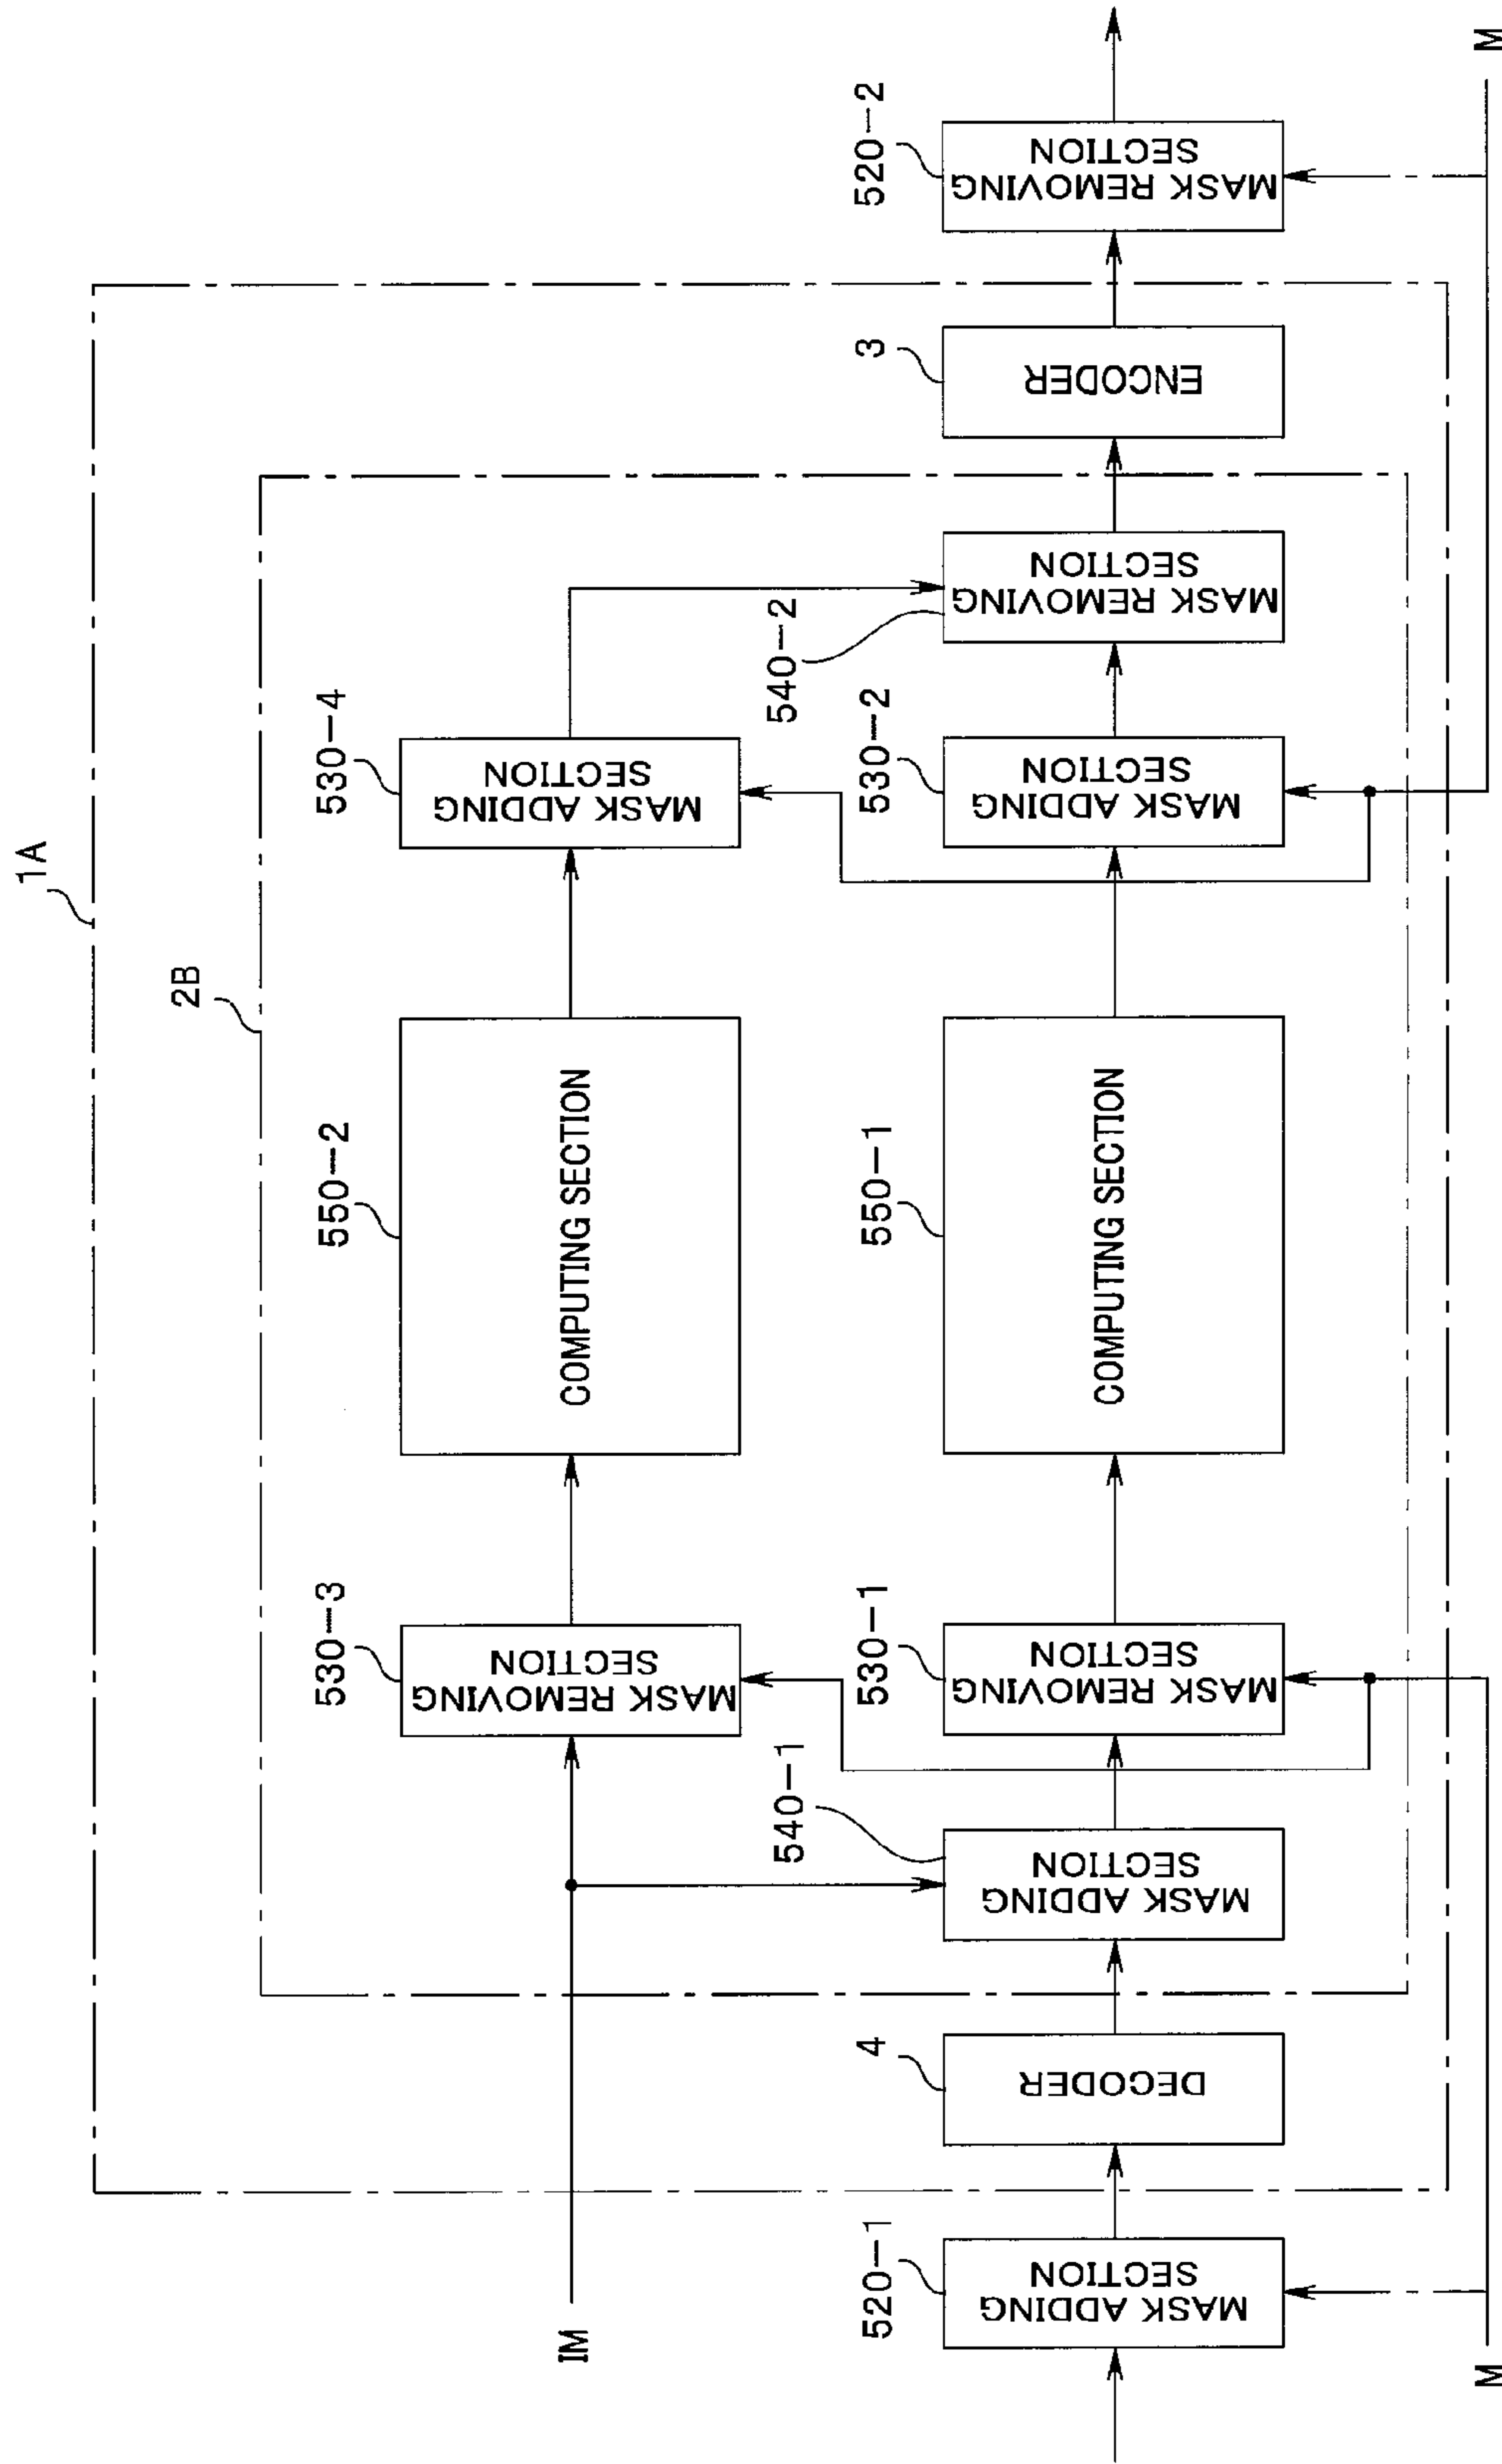 1A
2B
IM
530-3
MASK REMOVING
SECTION
550-2
COMPUTING SECTION
530-4
MASK ADDING
SECTION
520-1
MASK ADDING
SECTION
4
DECODER
540-1
MASK ADDING
SECTION
530-1
MASK REMOVING
SECTION
550-1
COMPUTING SECTION
530-2
MASK ADDING
SECTION
540-2
MASK REMOVING
SECTION
3
ENCODER
520-2
MASK REMOVING
SECTION
M
M